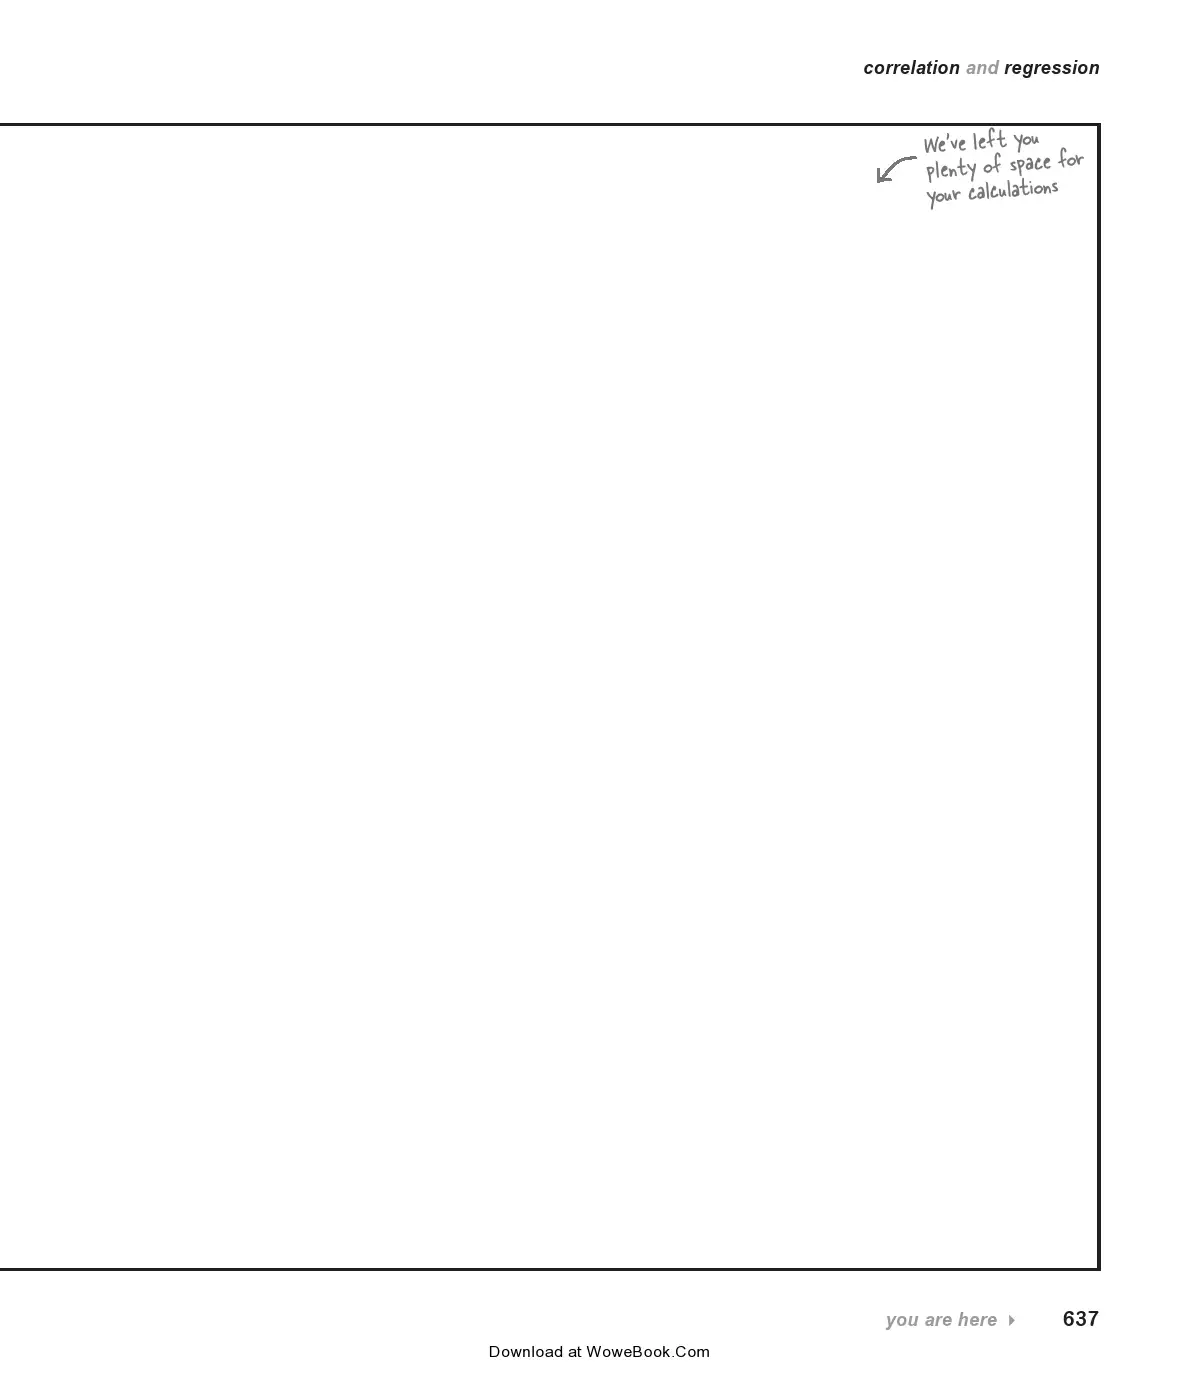 correlation and regression
We've left you
plenty of space for
your calculations
you are here
637
Download at WoweBook.Com